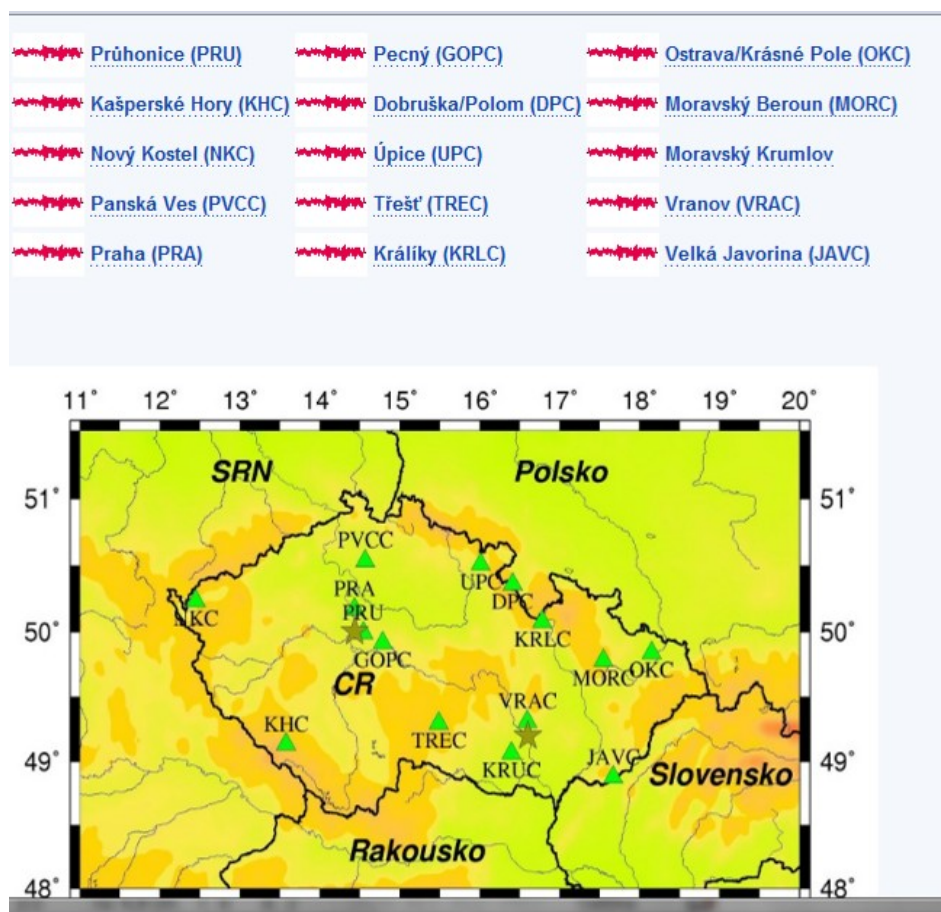 Průhonice (PRU) Pecný (GOPC) Ostrava/Krásné Pole (OKC)
Kašperské Hory (KHC) Dobruška/Polom (DPC) Moravský Beroun (MORC)
Nový Kostel (NKC) Úpice (UPC) Moravský Krumlov
Panská Ves (PVCC) Třešť (TREC) Vranov (VRAC)
Praha (PRA) Králíky (KRLC) Velká Javorina (JAVC)
11° 12° 13° 14° 15° 16° 17° 18° 19° 20°
SRN Polsko
51° 51°
PVCC
UPC
PRA
DPC
NKC PRU
50° 50°
KRLC
GOPC
OKC
MORC
CR
VRAC
KHC
TREC
JAVC
KRUC
49° Slovensko 49°
Rakousko
48° 48°